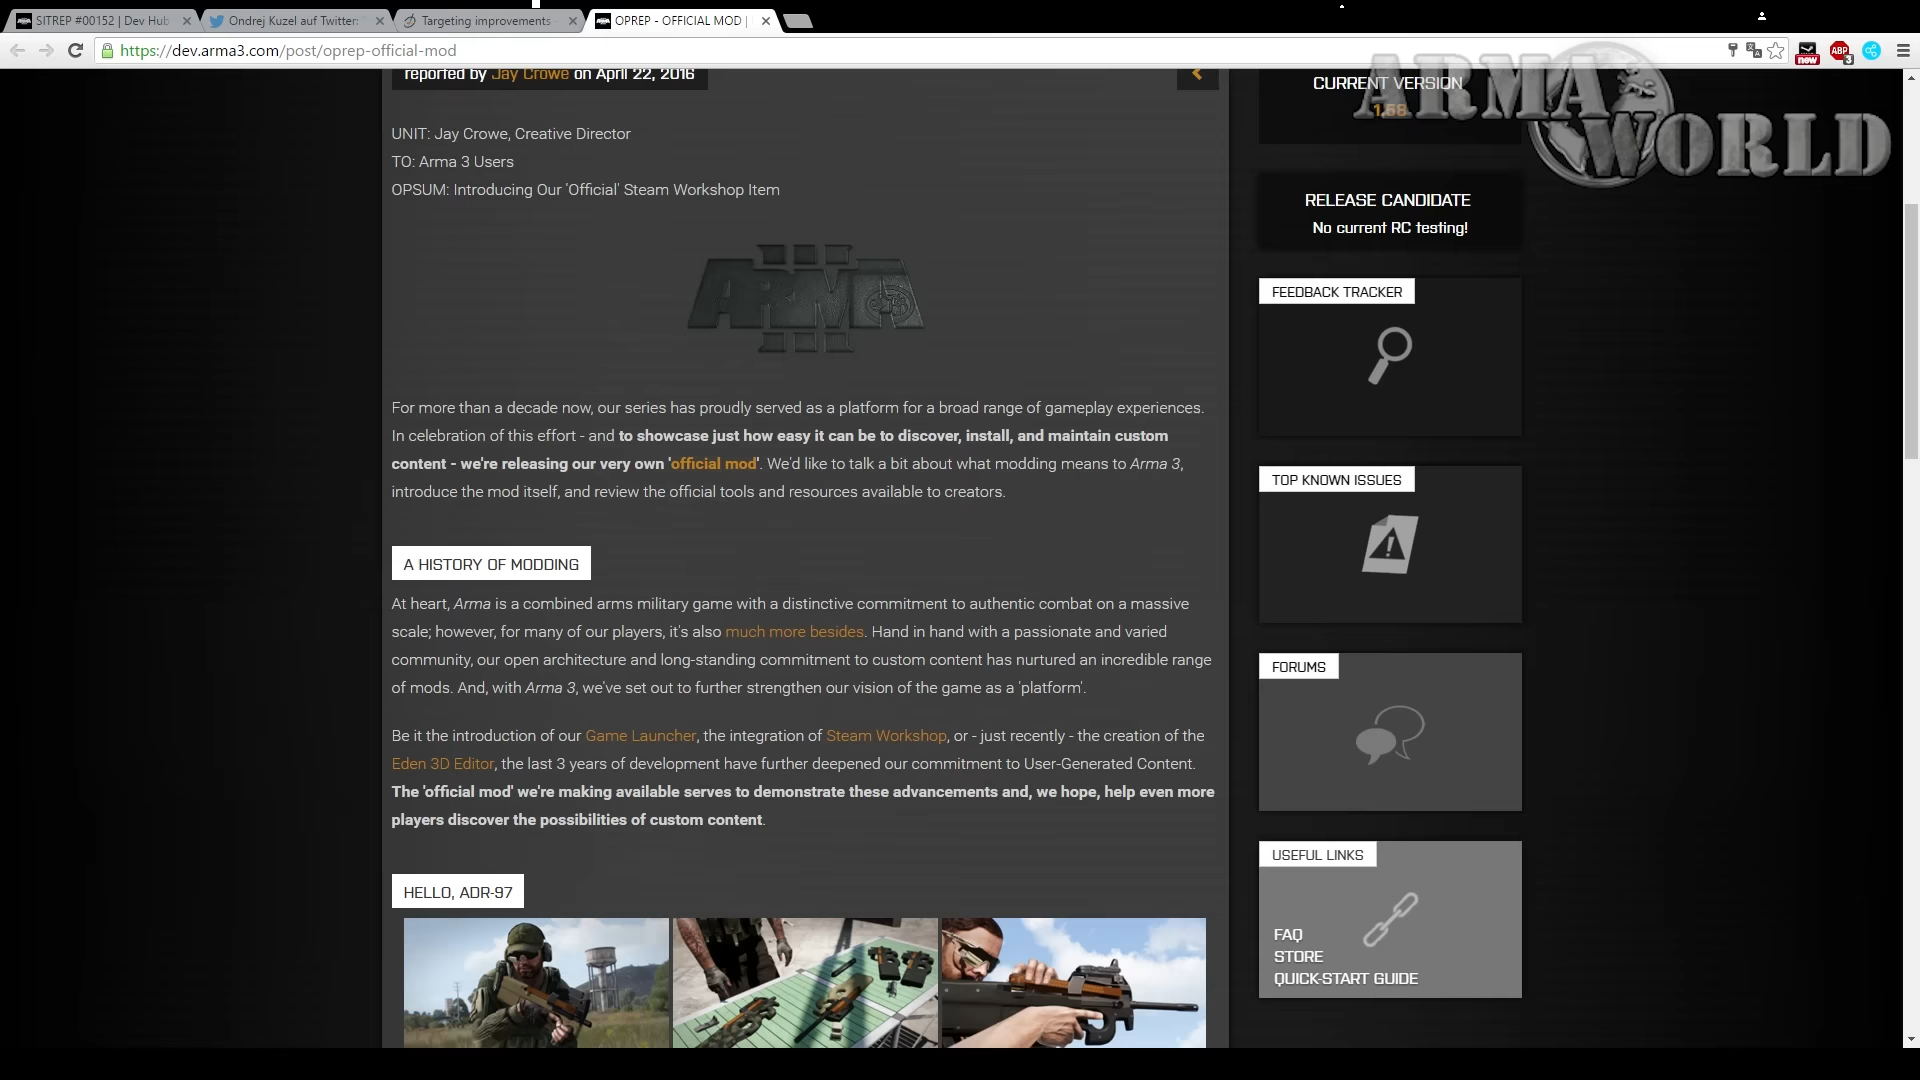 SITREP #00152 | Dev Hub
Ondrej Kuzel auf Twitter:
Targeting improvements
OPREP - OFFICIAL MOD |
https://dev.arma3.com/post/oprep-official-mod
new
ABP
3
reported by Jay Crowe on April 22, 2016
UNIT: Jay Crowe, Creative Director
TO: Arma 3 Users
OPSUM: Introducing Our 'Official' Steam Workshop Item
ARMA
III
For more than a decade now, our series has proudly served as a platform for a broad range of gameplay experiences.
In celebration of this effort - and to showcase just how easy it can be to discover, install, and maintain custom
content - we're releasing our very own 'official mod'. We'd like to talk a bit about what modding means to Arma 3,
introduce the mod itself, and review the official tools and resources available to creators.
A HISTORY OF MODDING
At heart, Arma is a combined arms military game with a distinctive commitment to authentic combat on a massive
scale; however, for many of our players, it's also much more besides. Hand in hand with a passionate and varied
community, our open architecture and long-standing commitment to custom content has nurtured an incredible range
of mods. And, with Arma 3, we've set out to further strengthen our vision of the game as a 'platform'.
Be it the introduction of our Game Launcher, the integration of Steam Workshop, or - just recently - the creation of the
Eden 3D Editor, the last 3 years of development have further deepened our commitment to User-Generated Content.
The 'official mod' we're making available serves to demonstrate these advancements and, we hope, help even more
players discover the possibilities of custom content.
HELLO, ADR-97
CURRENT VERSION
1.58
ARMA
WORLD
RELEASE CANDIDATE
No current RC testing!
FEEDBACK TRACKER
TOP KNOWN ISSUES
FORUMS
USEFUL LINKS
FAQ
STORE
QUICK-START GUIDE